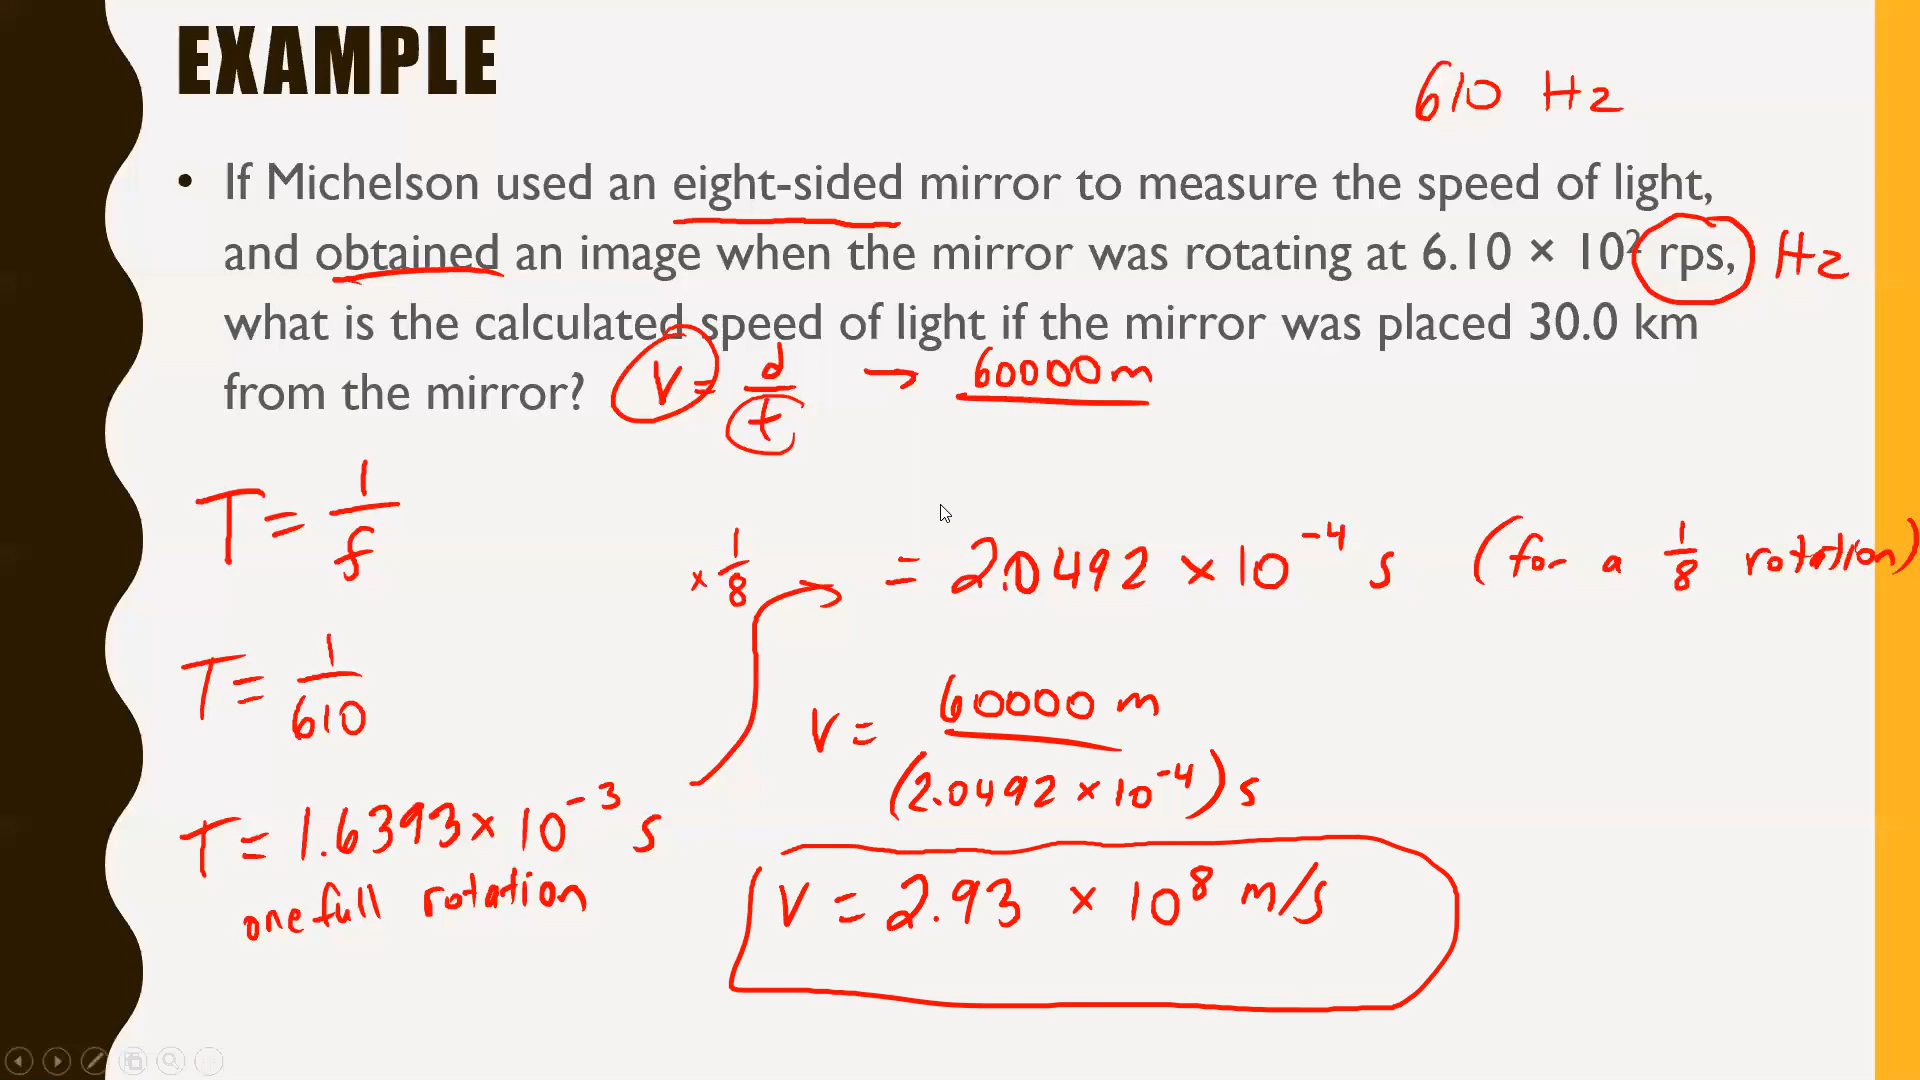 EXAMPLE
610 Hz
• If Michelson used an eight-sided mirror to measure the speed of light,
and obtained an image when the mirror was rotating at 6.10 × 10² rps, Hz
what is the calculated speed of light if the mirror was placed 30.0 km
from the mirror? V = d/t → 60000 m
T = 1/f
× 1/8 = 2.0492 × 10⁻⁴ s (for a 1/8 rotation)
T = 1/610
V = 60000 m / (2.0492 × 10⁻⁴) s
T = 1.6393 × 10⁻³ s
one full rotation
V = 2.93 × 10⁸ m/s